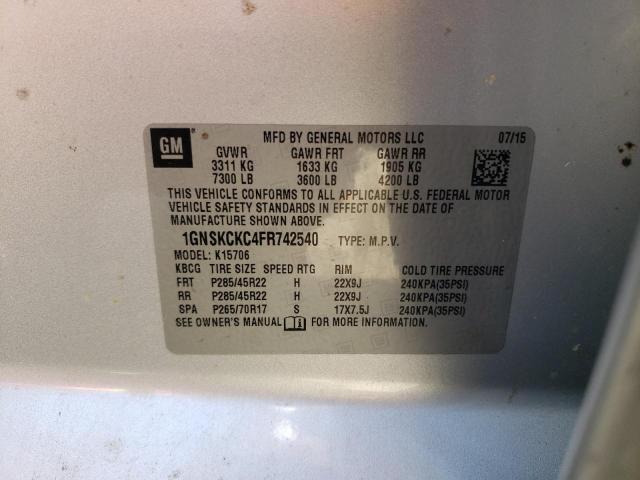 GM
MFD BY GENERAL MOTORS LLC 07/15
GVWR GAWR FRT GAWR RR
3311 KG 1633 KG 1905 KG
7300 LB 3600 LB 4200 LB
THIS VEHICLE CONFORMS TO ALL APPLICABLE U.S. FEDERAL MOTOR
VEHICLE SAFETY STANDARDS IN EFFECT ON THE DATE OF
MANUFACTURE SHOWN ABOVE.
1GNSKCKC4FR742540 TYPE: M.P.V.
MODEL: K15706
KBCG TIRE SIZE SPEED RTG RIM COLD TIRE PRESSURE
FRT P285/45R22 H 22X9J 240KPA(35PSI)
RR P285/45R22 H 22X9J 240KPA(35PSI)
SPA P265/70R17 S 17X7.5J 240KPA(35PSI)
SEE OWNER'S MANUAL FOR MORE INFORMATION.